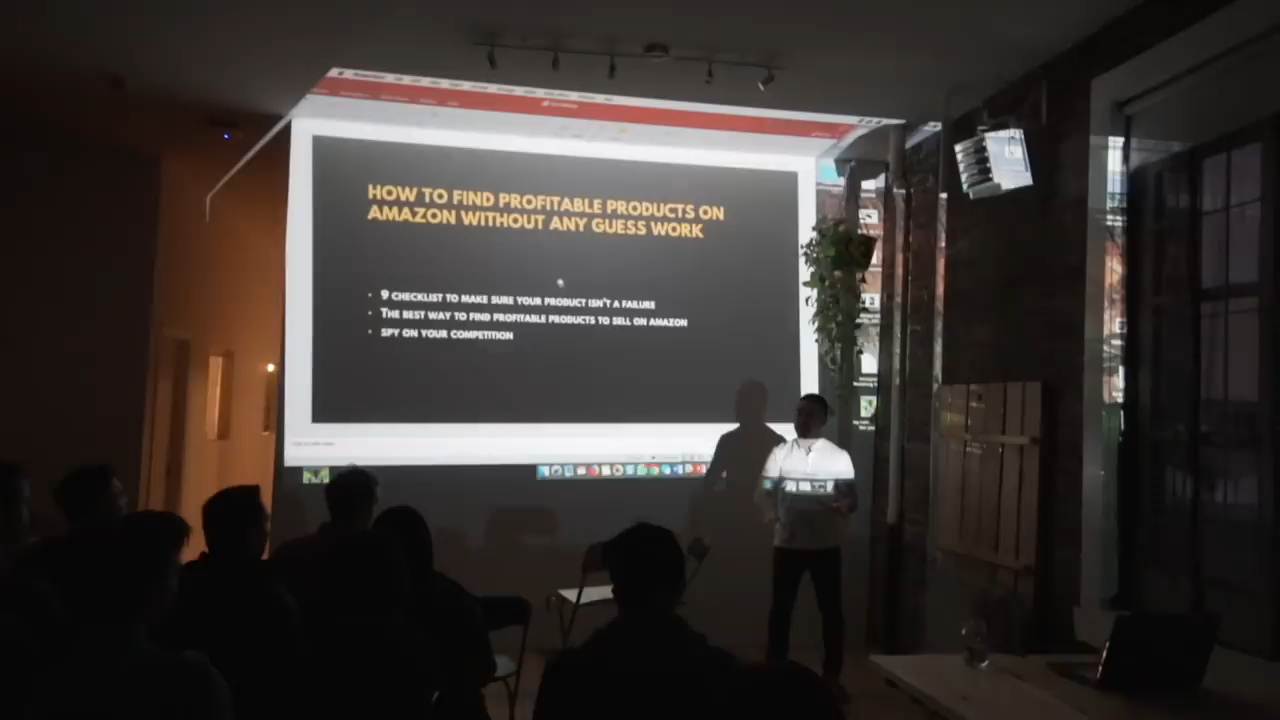 HOW TO FIND PROFITABLE PRODUCTS ON
AMAZON WITHOUT ANY GUESS WORK
• 9 CHECKLIST TO MAKE SURE YOUR PRODUCT ISN'T A FAILURE
• THE BEST WAY TO FIND PROFITABLE PRODUCTS TO SELL ON AMAZON
• SPY ON YOUR COMPETITION